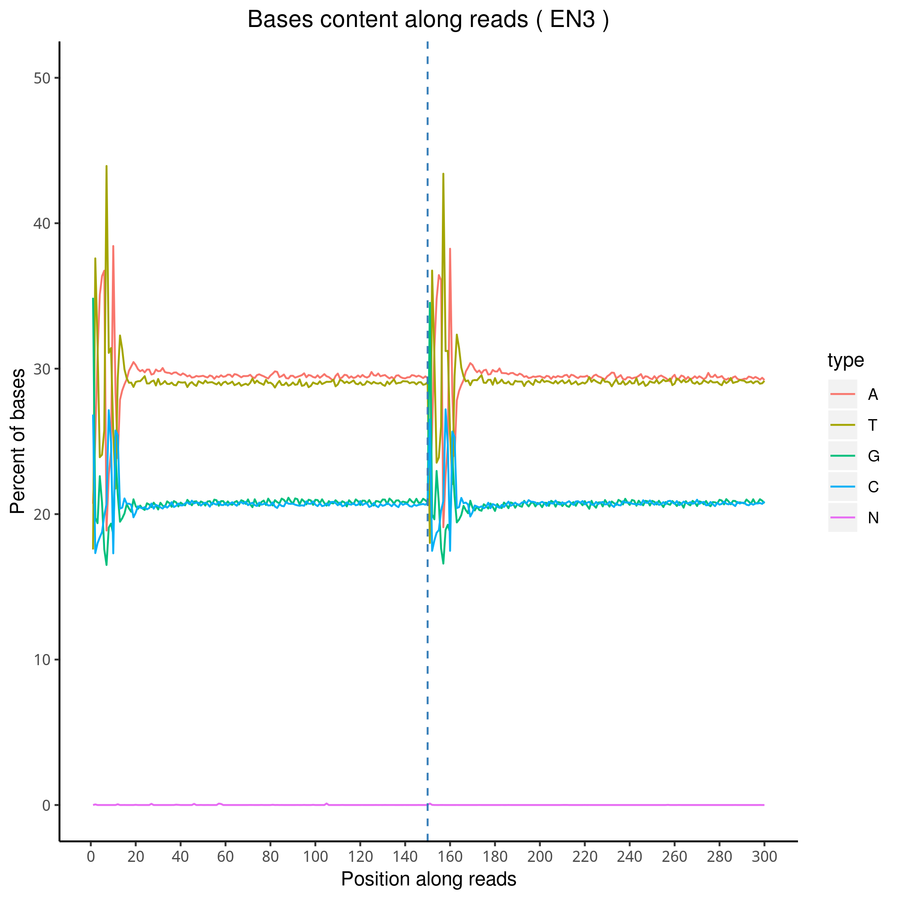 Bases content along reads ( EN3 )
Percent of bases
50
40
30
20
10
0
0 20 40 60 80 100 120 140 160 180 200 220 240 260 280 300
Position along reads
type
A
T
G
C
N